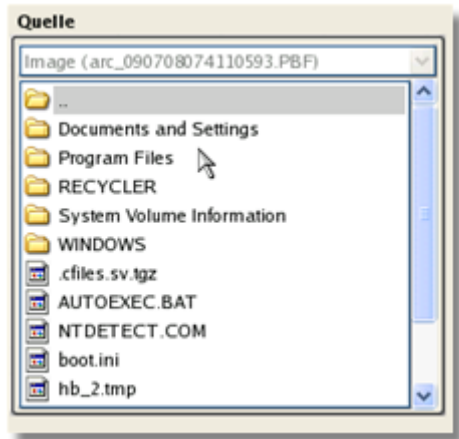 Quelle
Image (arc_090708074110593.PBF)
..
Documents and Settings
Program Files
RECYCLER
System Volume Information
WINDOWS
.cfiles.sv.tgz
AUTOEXEC.BAT
NTDETECT.COM
boot.ini
hb_2.tmp